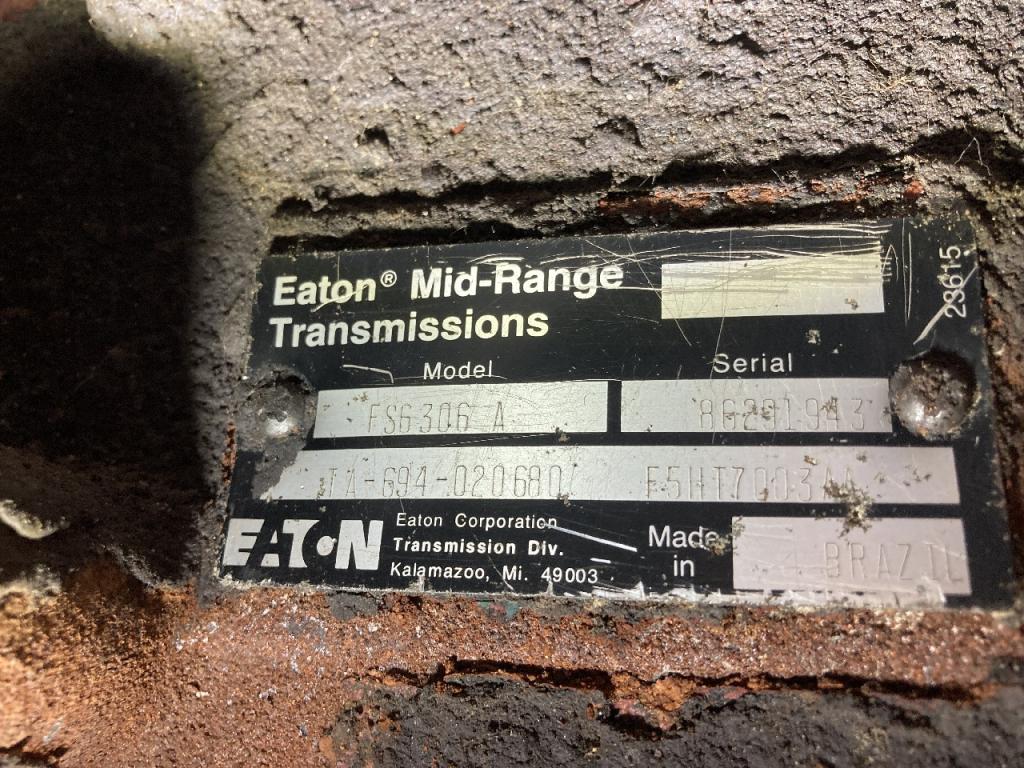 Eaton® Mid-Range
Transmissions
23615
Model
Serial
FS6306 A
TA-694-020680/ F5HT7003AA
EATON
Eaton Corporation
Transmission Div.
Kalamazoo, Mi. 49003
Made
in
BRAZIL